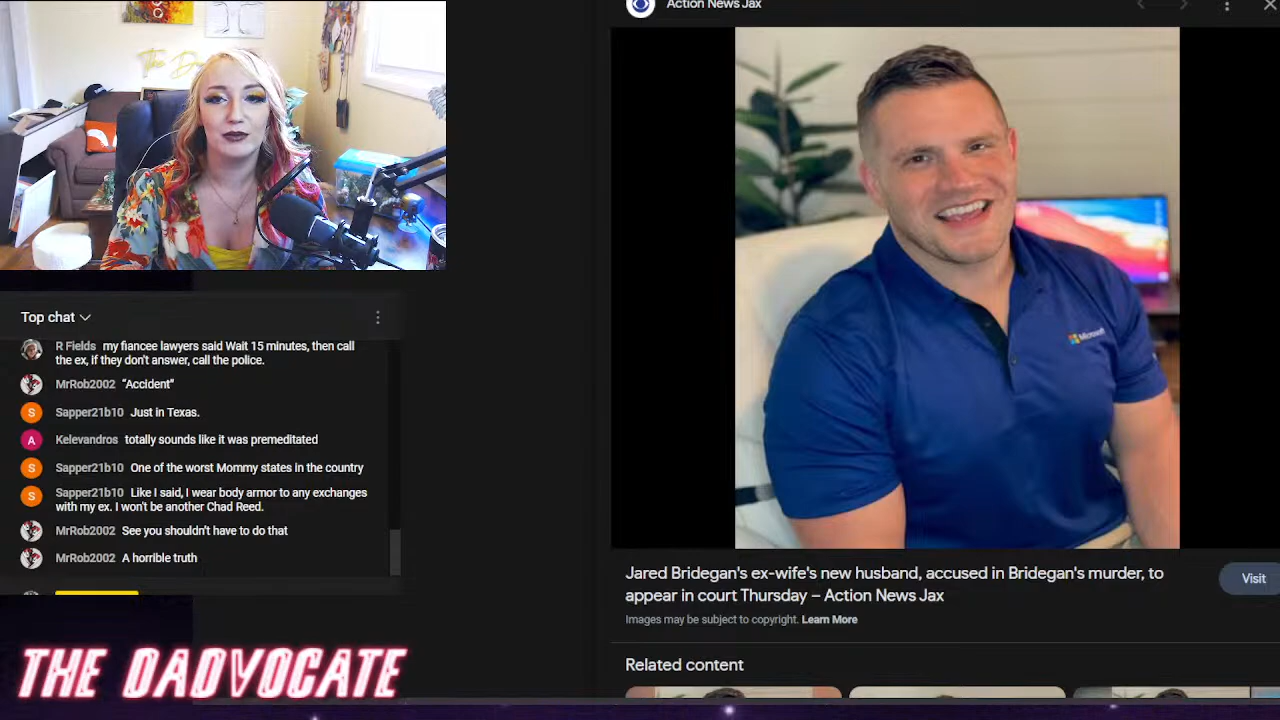 Action News Jax
The Da
Microsoft
Top chat
R Fields my fiancee lawyers said Wait 15 minutes, then call
the ex, if they don't answer, call the police.
MrRob2002 “Accident”
S Sapper21b10 Just in Texas.
A Kelevandros totally sounds like it was premeditated
S Sapper21b10 One of the worst Mommy states in the country
S Sapper21b10 Like I said, I wear body armor to any exchanges
with my ex. I won't be another Chad Reed.
MrRob2002 See you shouldn't have to do that
MrRob2002 A horrible truth
Jared Bridegan's ex-wife's new husband, accused in Bridegan's murder, to
appear in court Thursday – Action News Jax
Visit
Images may be subject to copyright. Learn More
Related content
THE DADVOCATE